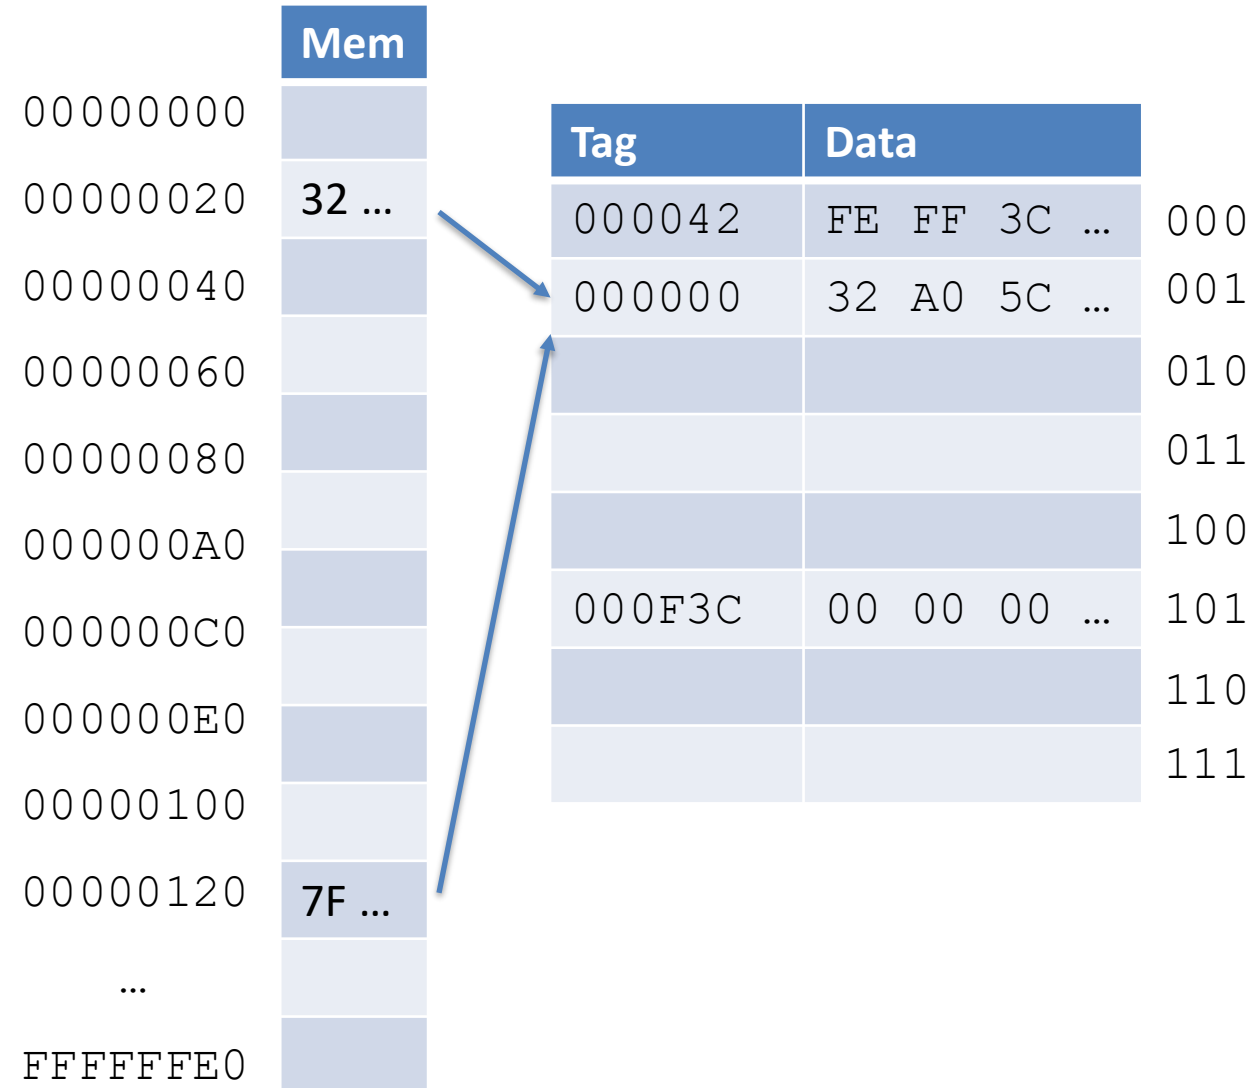 Mem
00000000
00000020 32 …
00000040
00000060
00000080
000000A0
000000C0
000000E0
00000100
00000120 7F …
…
FFFFFFE0
Tag Data
000042 FE FF 3C … 000
000000 32 A0 5C … 001
010
011
100
000F3C 00 00 00 … 101
110
111